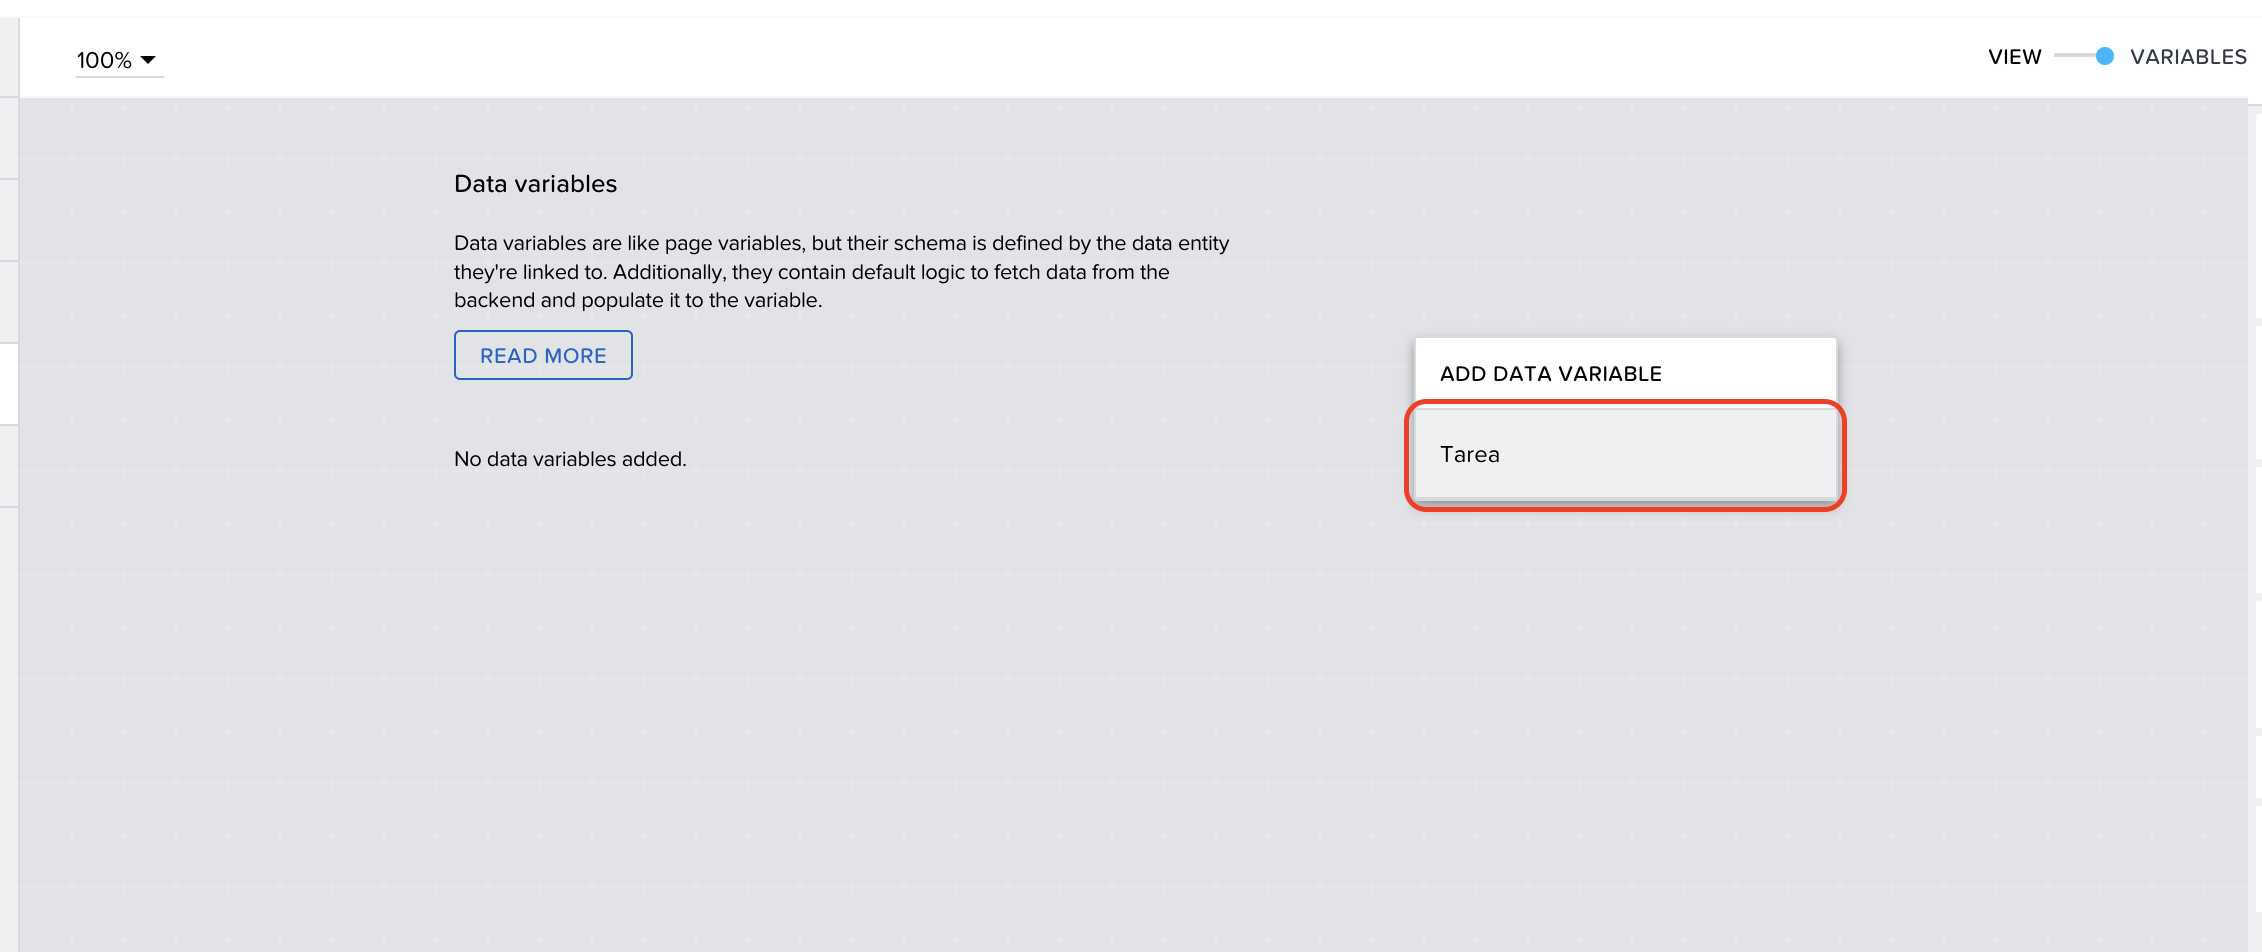 100%
VIEW VARIABLES
Data variables
Data variables are like page variables, but their schema is defined by the data entity
they're linked to. Additionally, they contain default logic to fetch data from the
backend and populate it to the variable.
READ MORE
ADD DATA VARIABLE
Tarea
No data variables added.